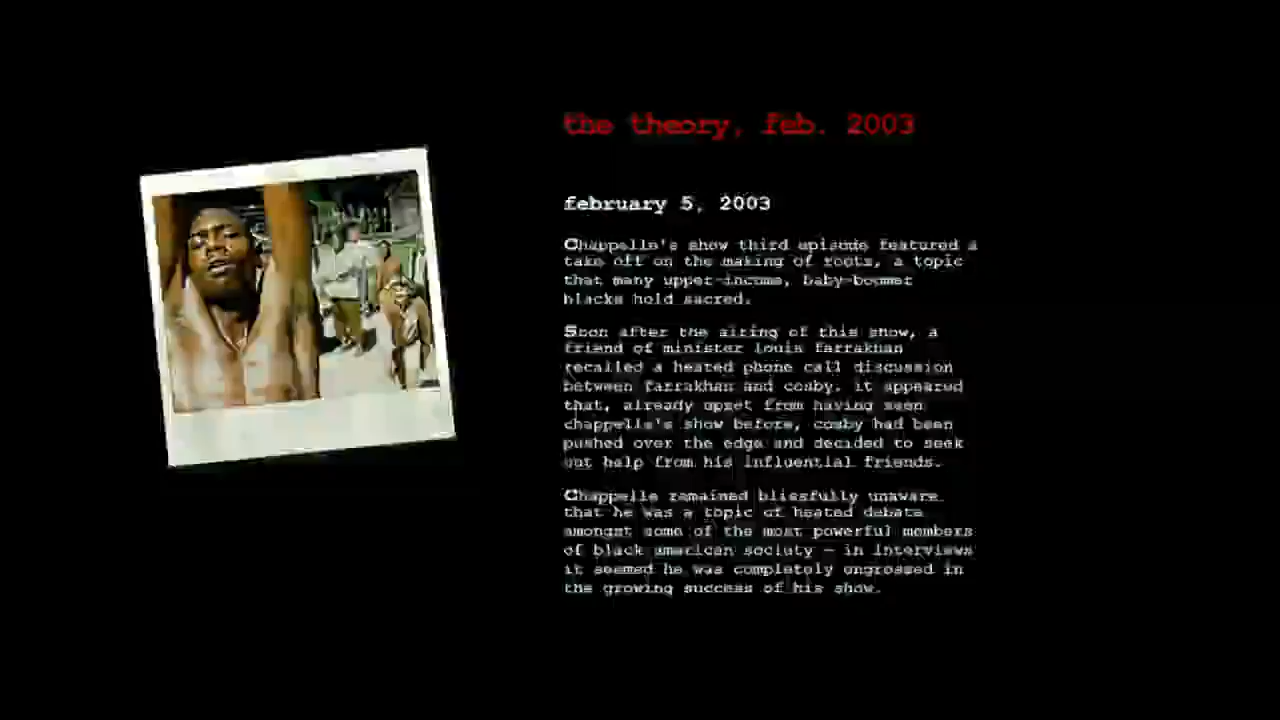 the theory, feb. 2003
february 5, 2003
Chappelle's show third episode featured a
take off on the making of roots, a topic
that many upper-income, baby-boomer
blacks hold sacred.
Soon after the airing of this show, a
friend of minister louis farrakhan
recalled a heated phone call discussion
between farrakhan and cosby. it appeared
that, already upset from having seen
chappelle's show before, cosby had been
pushed over the edge and decided to seek
out help from his influential friends.
Chappelle remained blissfully unaware
that he was a topic of heated debate
amongst some of the most powerful members
of black american society - in interviews
it seemed he was completely engrossed in
the growing success of his show.